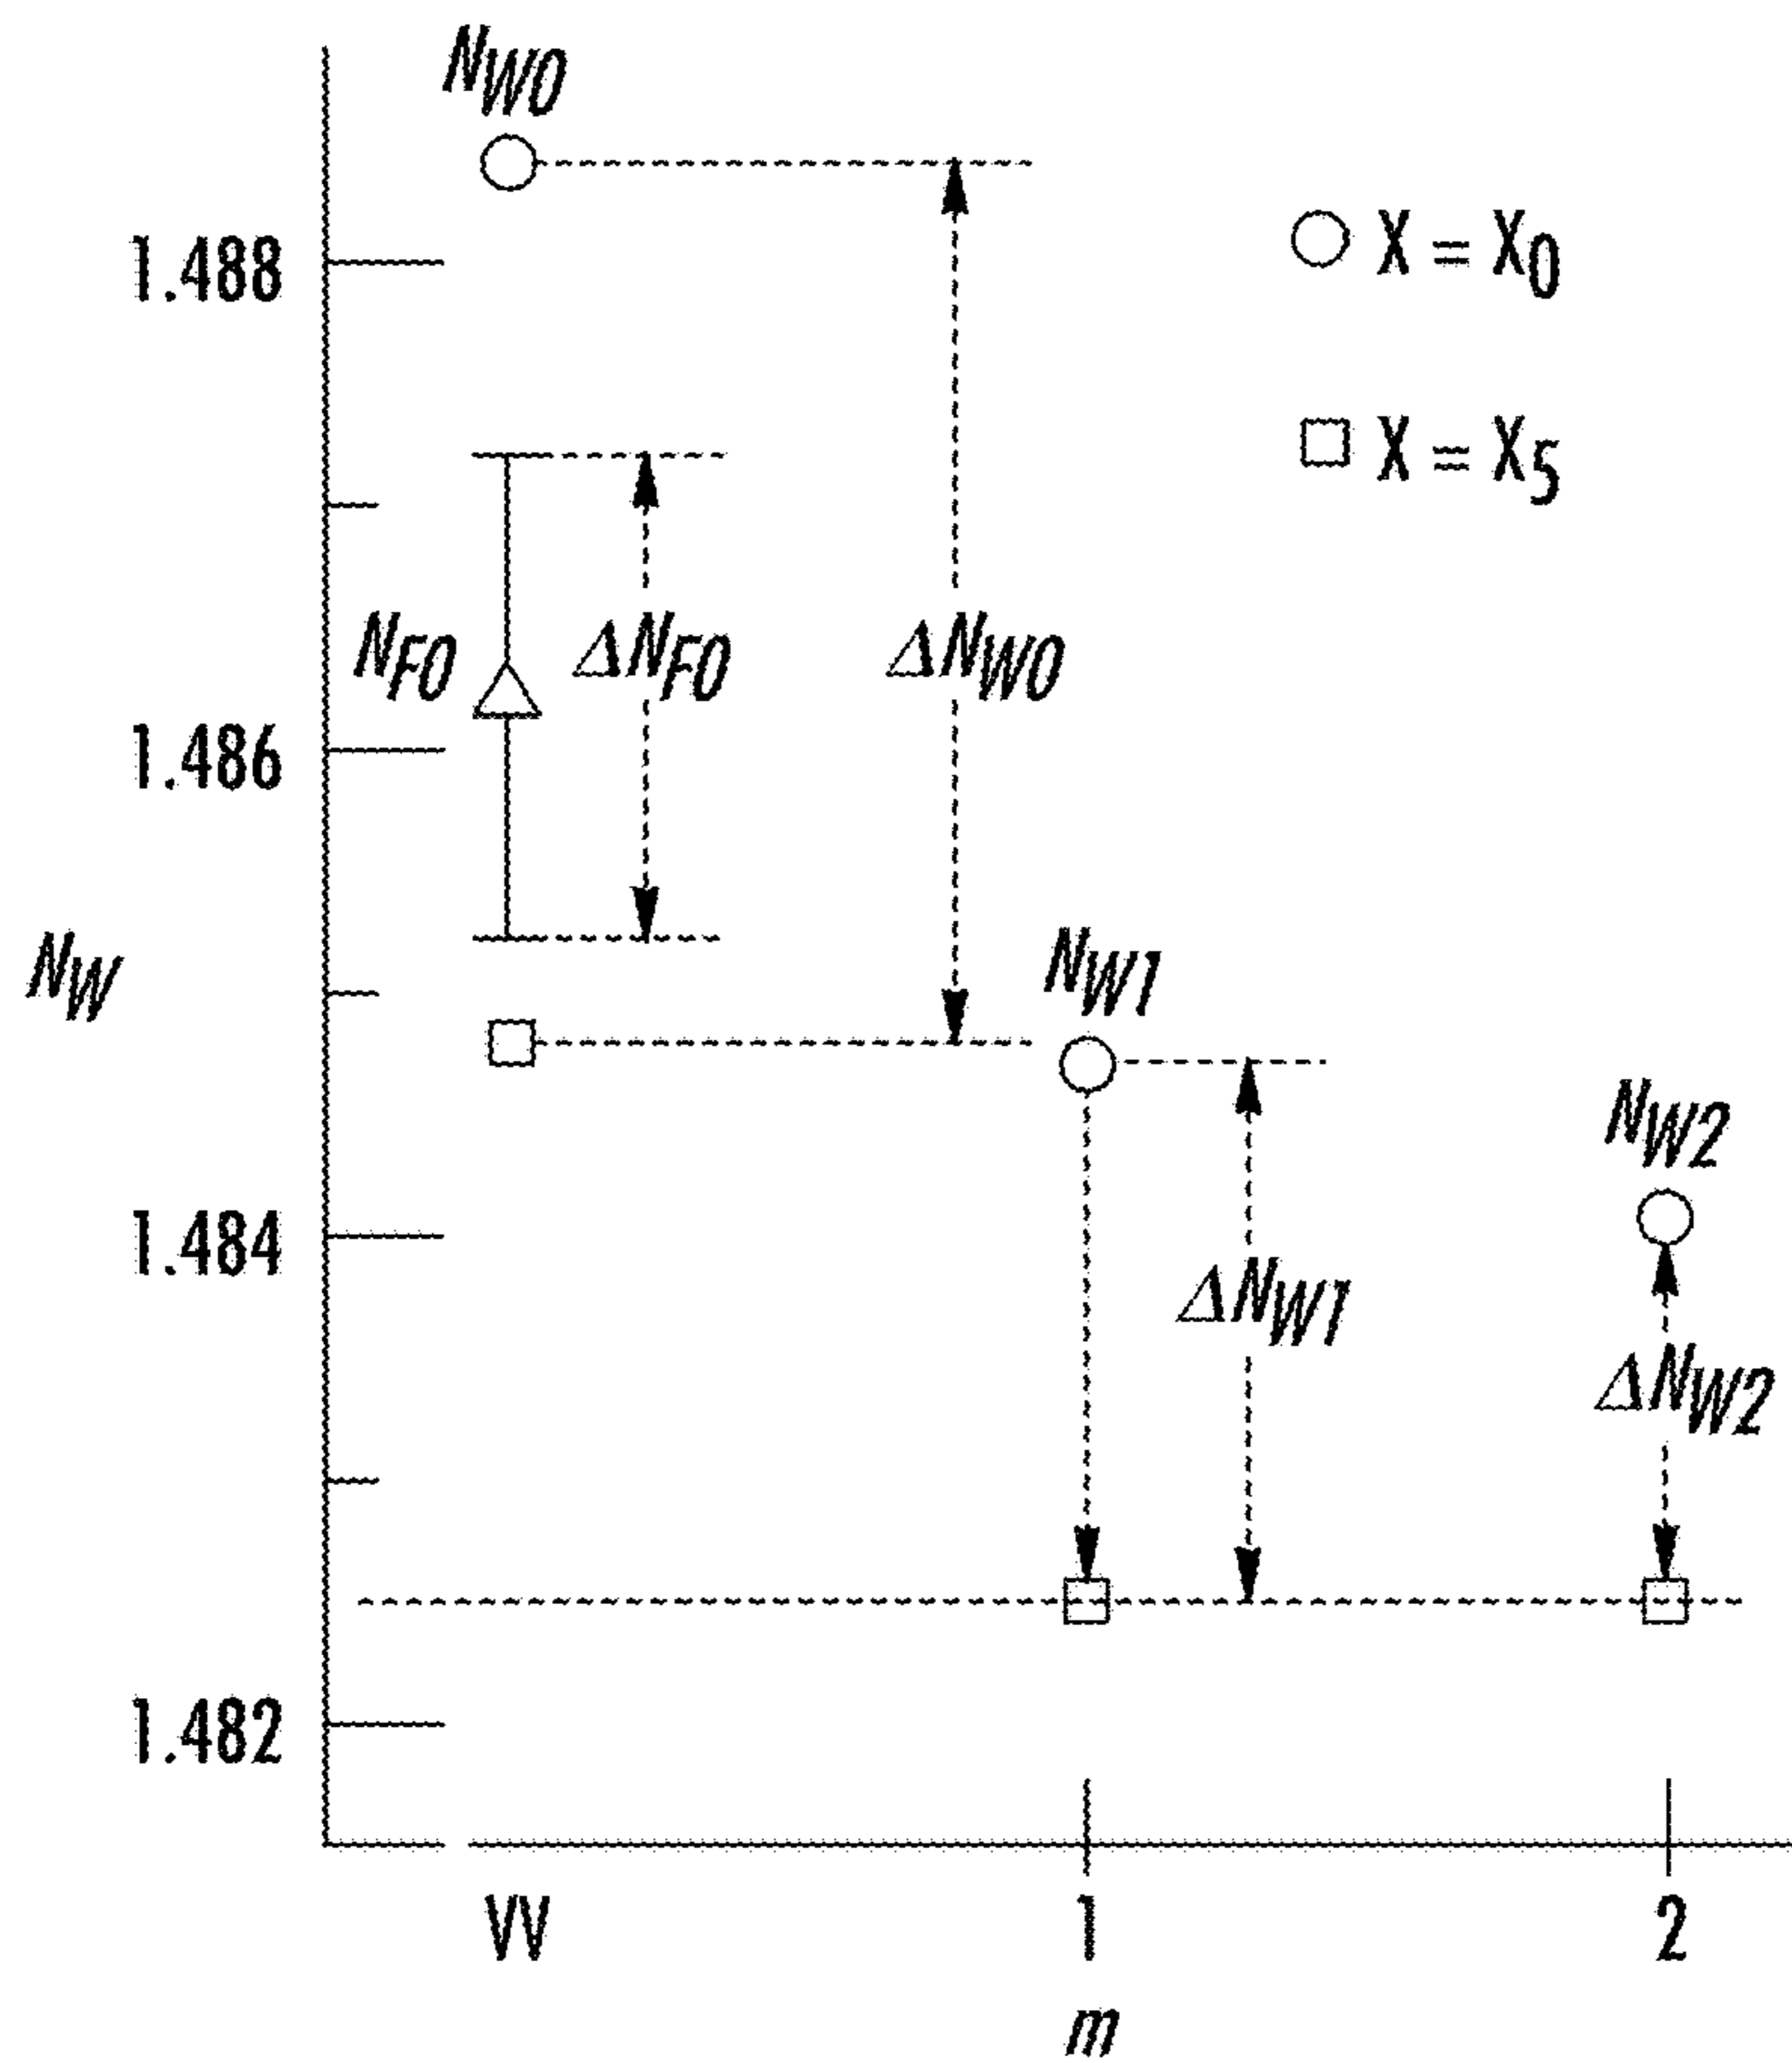 N_W0
1.488
X = X_0
X = X_5
N_F0 ΔN_F0 ΔN_W0
1.486
N_W
N_W1
N_W2
1.484
ΔN_W1
ΔN_W2
1.482
VV 1 2
m